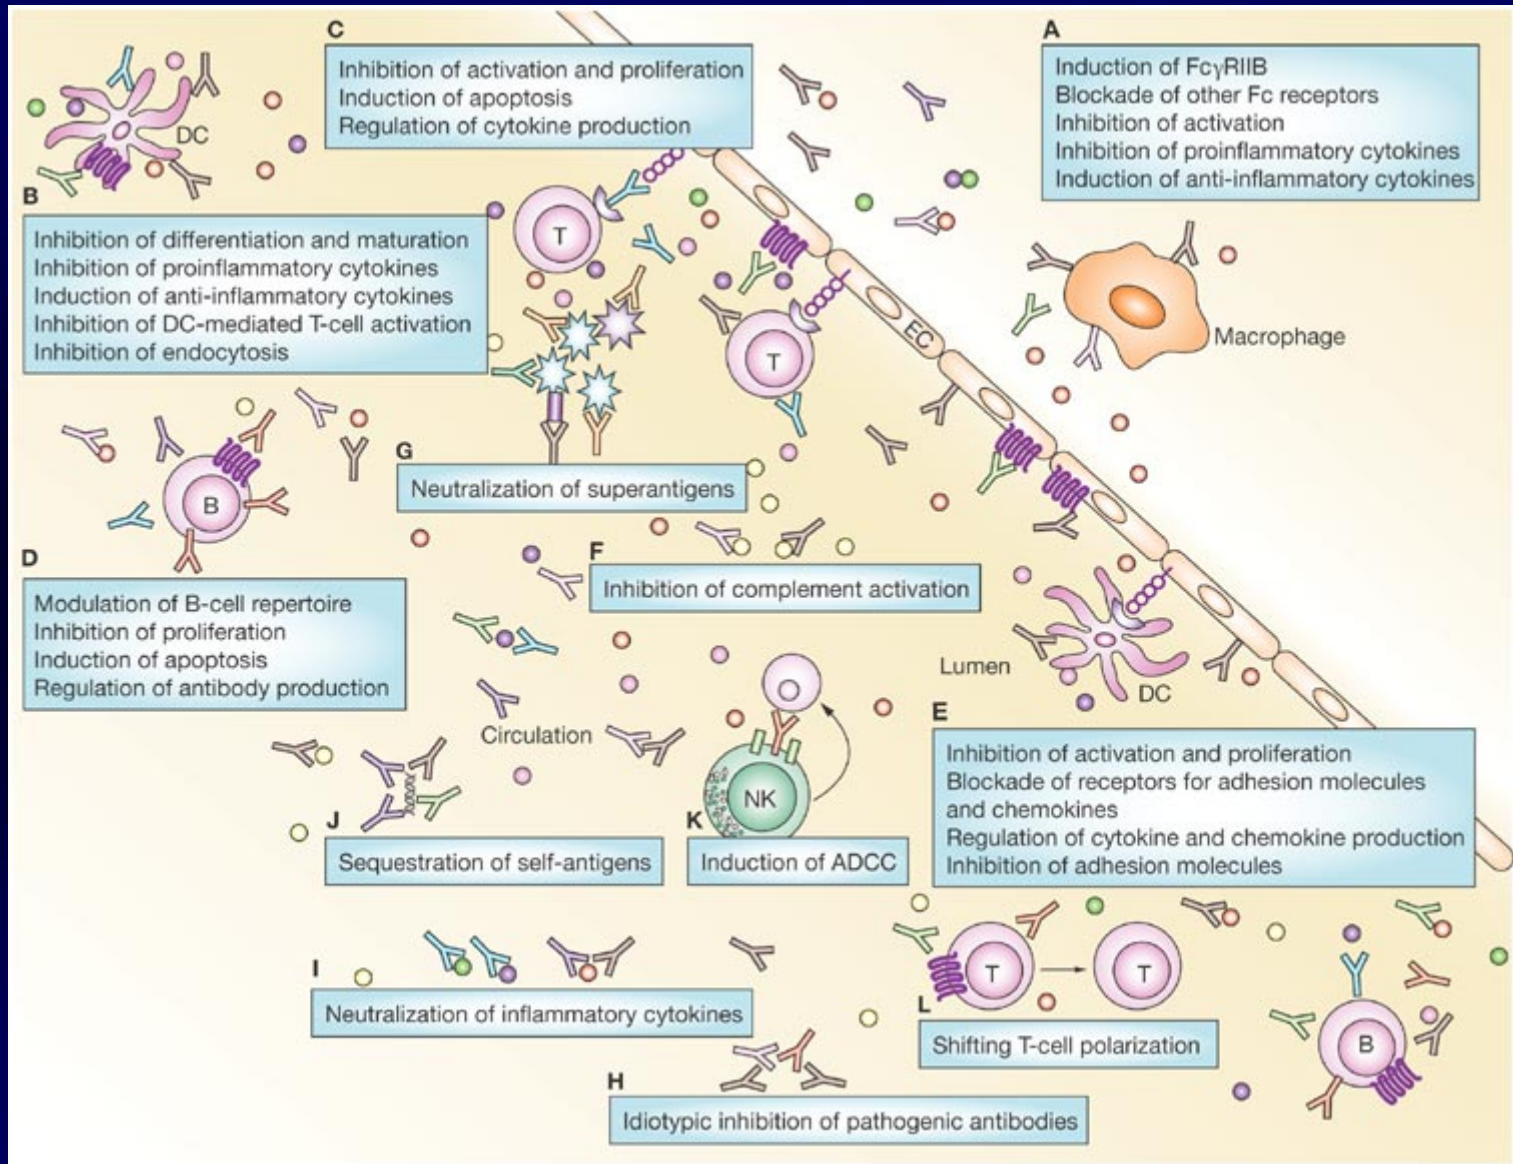 C
Inhibition of activation and proliferation
Induction of apoptosis
Regulation of cytokine production
A
Induction of FcγRIIB
Blockade of other Fc receptors
Inhibition of activation
Inhibition of proinflammatory cytokines
Induction of anti-inflammatory cytokines
DC
B
Inhibition of differentiation and maturation
Inhibition of proinflammatory cytokines
Induction of anti-inflammatory cytokines
Inhibition of DC-mediated T-cell activation
Inhibition of endocytosis
T
T
EC
Macrophage
B
G
Neutralization of superantigens
D
Modulation of B-cell repertoire
Inhibition of proliferation
Induction of apoptosis
Regulation of antibody production
F
Inhibition of complement activation
Lumen
DC
Circulation
E
Inhibition of activation and proliferation
Blockade of receptors for adhesion molecules
and chemokines
Regulation of cytokine and chemokine production
Inhibition of adhesion molecules
J
Sequestration of self-antigens
NK
K
Induction of ADCC
I
Neutralization of inflammatory cytokines
T
T
L
Shifting T-cell polarization
B
H
Idiotypic inhibition of pathogenic antibodies